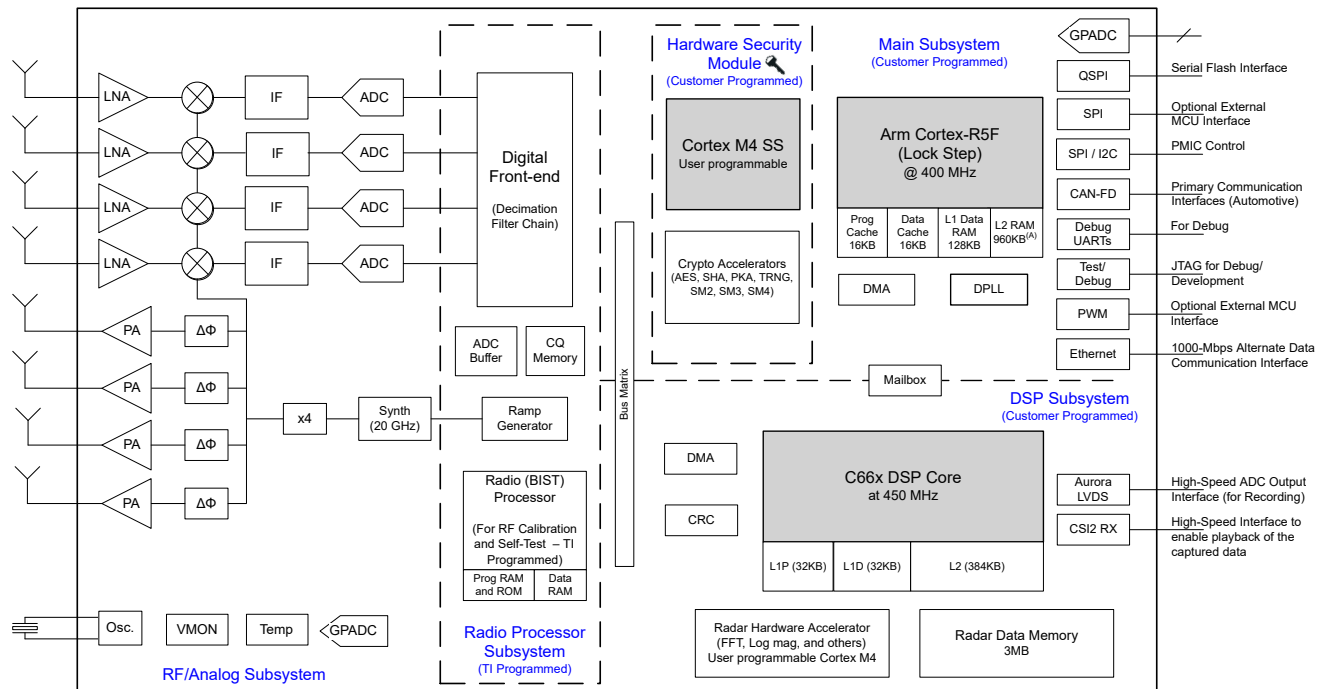 LNA
IF
ADC
LNA
IF
ADC
LNA
IF
ADC
LNA
IF
ADC
PA
ΔΦ
PA
ΔΦ
PA
ΔΦ
PA
ΔΦ
x4
Synth
(20 GHz)
Osc.
VMON
Temp
GPADC
RF/Analog Subsystem
Digital
Front-end
(Decimation
Filter Chain)
ADC
Buffer
CQ
Memory
Ramp
Generator
Radio (BIST)
Processor
(For RF Calibration
and Self-Test – TI
Programmed)
Prog RAM
and ROM
Data
RAM
Radio Processor
Subsystem
(TI Programmed)
Bus Matrix
Hardware Security
Module
(Customer Programmed)
Cortex M4 SS
User programmable
Crypto Accelerators
(AES, SHA, PKA, TRNG,
SM2, SM3, SM4)
Main Subsystem
(Customer Programmed)
Arm Cortex-R5F
(Lock Step)
@ 400 MHz
Prog
Cache
16KB
Data
Cache
16KB
L1 Data
RAM
128KB
L2 RAM
960KB(A)
DMA
DPLL
Mailbox
DSP Subsystem
(Customer Programmed)
DMA
CRC
C66x DSP Core
at 450 MHz
L1P (32KB)
L1D (32KB)
L2 (384KB)
Radar Hardware Accelerator
(FFT, Log mag, and others)
User programmable Cortex M4
Radar Data Memory
3MB
GPADC
QSPI
Serial Flash Interface
SPI
Optional External
MCU Interface
SPI / I2C
PMIC Control
CAN-FD
Primary Communication
Interfaces (Automotive)
Debug
UARTs
For Debug
Test/
Debug
JTAG for Debug/
Development
PWM
Optional External MCU
Interface
Ethernet
1000-Mbps Alternate Data
Communication Interface
Aurora
LVDS
High-Speed ADC Output
Interface (for Recording)
CSI2 RX
High-Speed Interface to
enable playback of the
captured data